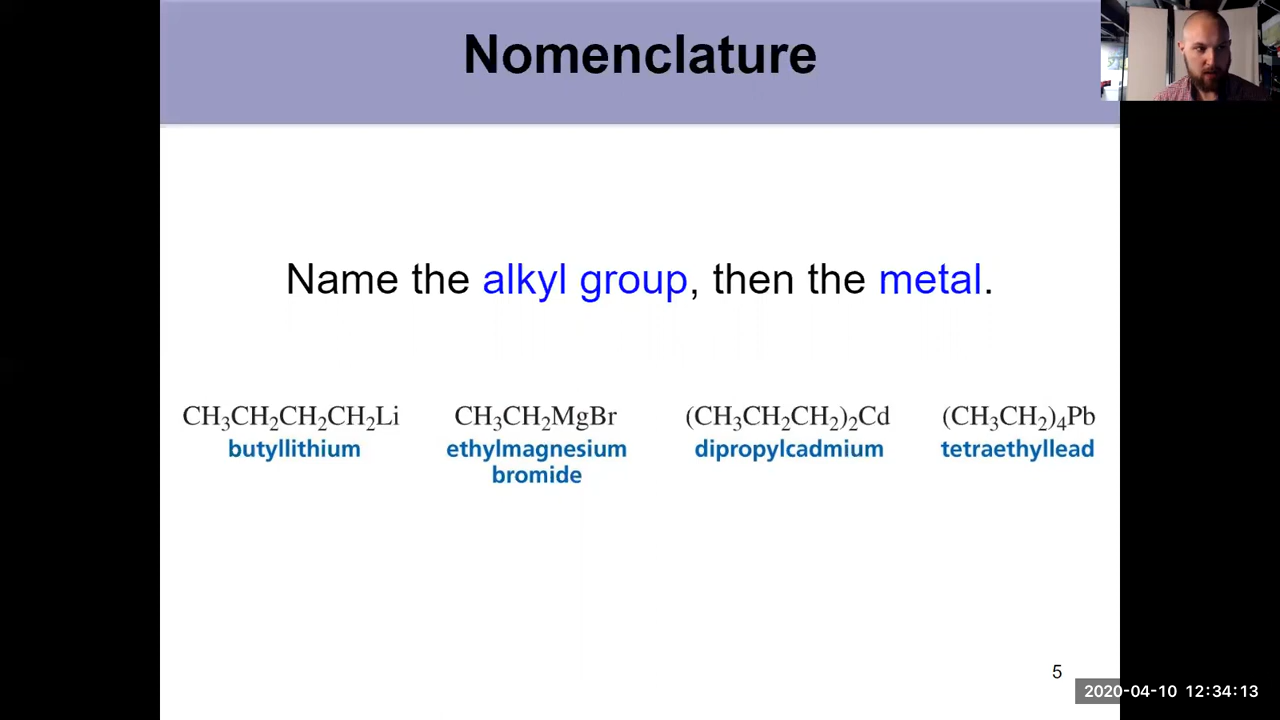 Nomenclature
Name the alkyl group, then the metal.
CH₃CH₂CH₂CH₂Li CH₃CH₂MgBr (CH₃CH₂CH₂)₂Cd (CH₃CH₂)₄Pb
butyllithium ethylmagnesium dipropylcadmium tetraethyllead
bromide
5
2020-04-10 12:34:13